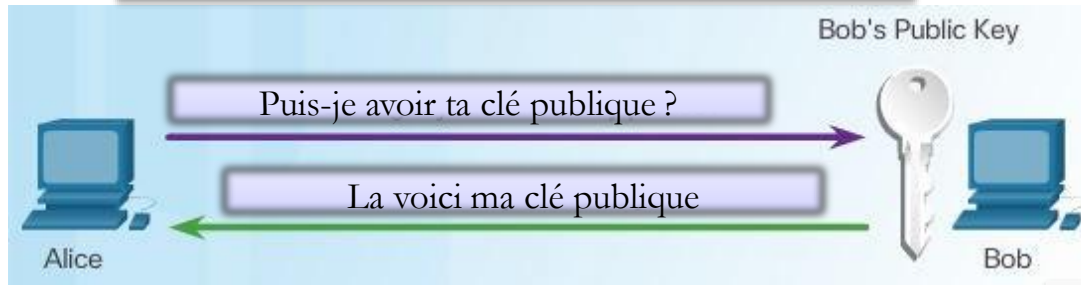 Bob's Public Key
Puis-je avoir ta clé publique ?
La voici ma clé publique
Alice
Bob